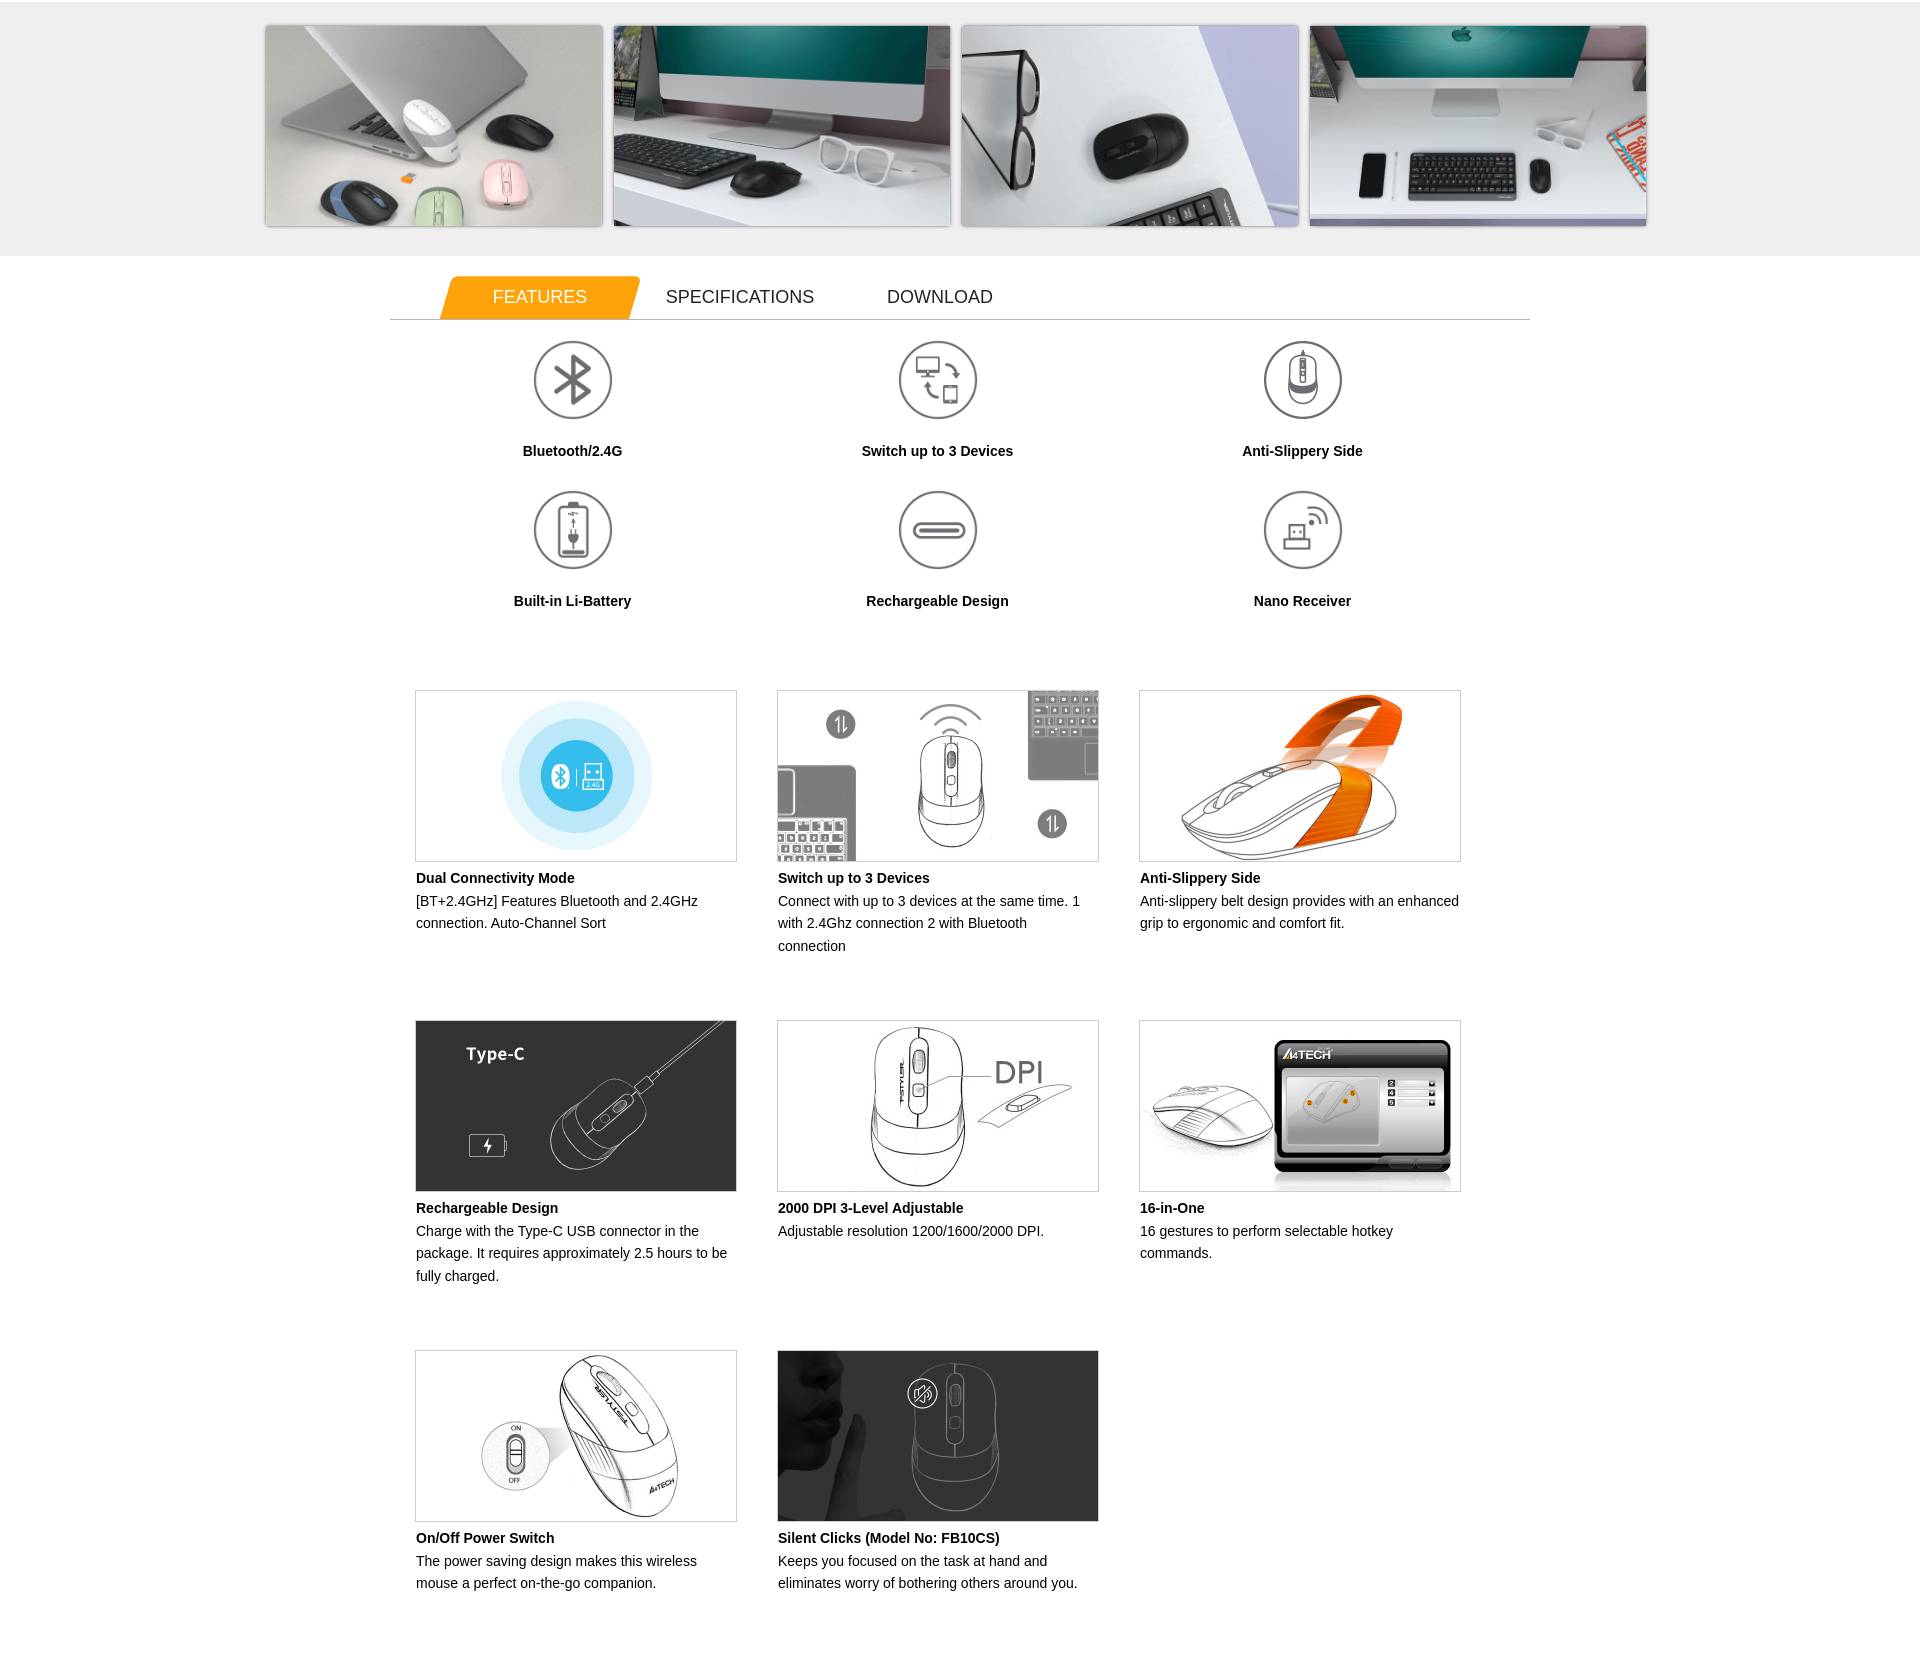 FEATURES
SPECIFICATIONS
DOWNLOAD
Bluetooth/2.4G
Switch up to 3 Devices
Anti-Slippery Side
Built-in Li-Battery
Rechargeable Design
Nano Receiver
2.4G
Dual Connectivity Mode
[BT+2.4GHz] Features Bluetooth and 2.4GHz
connection. Auto-Channel Sort
Switch up to 3 Devices
Connect with up to 3 devices at the same time. 1
with 2.4Ghz connection 2 with Bluetooth
connection
Anti-Slippery Side
Anti-slippery belt design provides with an enhanced
grip to ergonomic and comfort fit.
Type-C
Rechargeable Design
Charge with the Type-C USB connector in the
package. It requires approximately 2.5 hours to be
fully charged.
FSTYLER
DPI
2000 DPI 3-Level Adjustable
Adjustable resolution 1200/1600/2000 DPI.
A4TECH
2
4
5
16-in-One
16 gestures to perform selectable hotkey
commands.
FSTYLER
ON
OFF
A4TECH
On/Off Power Switch
The power saving design makes this wireless
mouse a perfect on-the-go companion.
Silent Clicks (Model No: FB10CS)
Keeps you focused on the task at hand and
eliminates worry of bothering others around you.